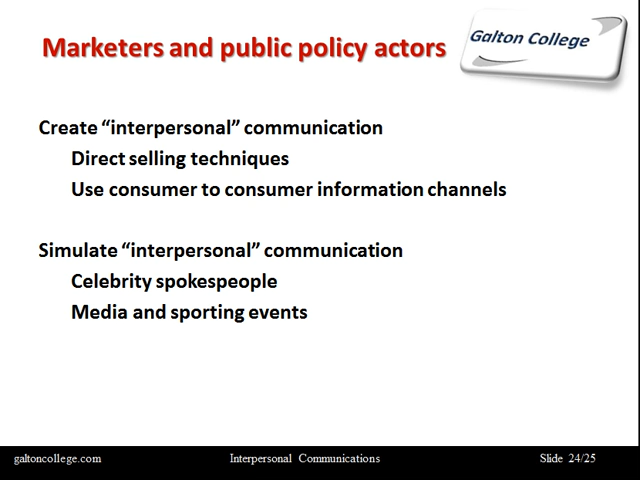 Marketers and public policy actors
Galton College
Create “interpersonal” communication
Direct selling techniques
Use consumer to consumer information channels
Simulate “interpersonal” communication
Celebrity spokespeople
Media and sporting events
galtoncollege.com Interpersonal Communications Slide 24/25